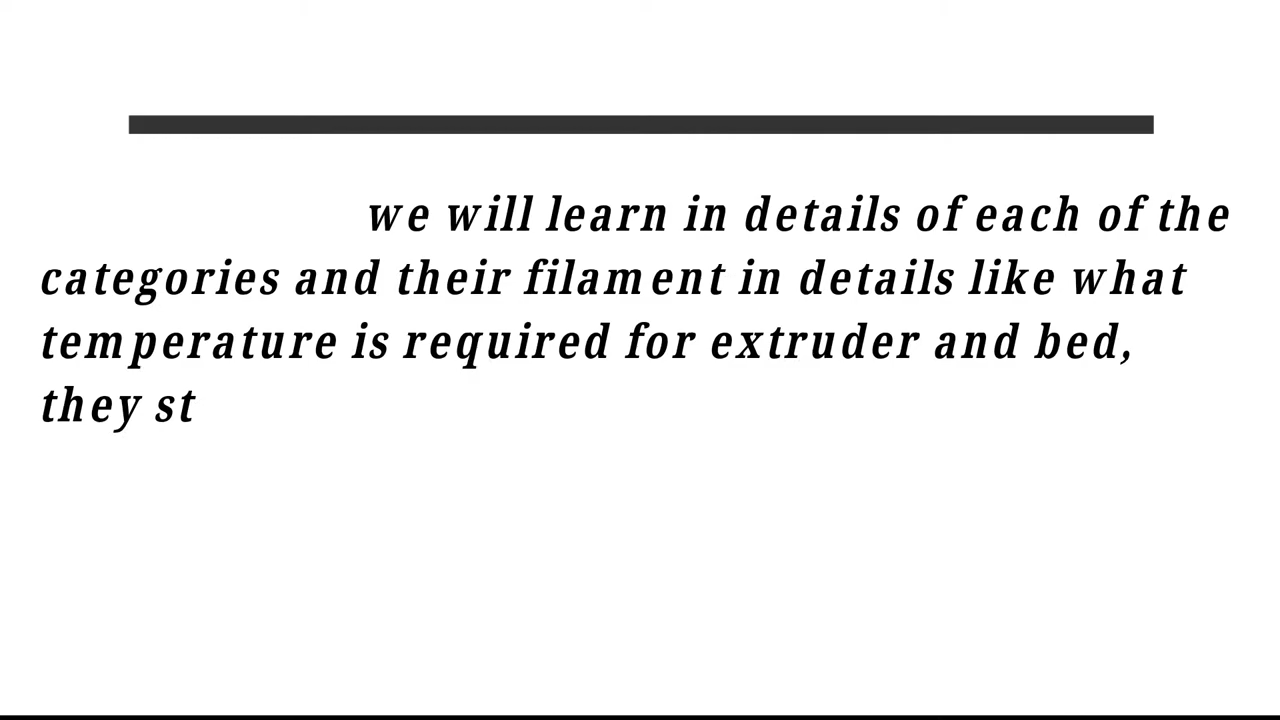 we will learn in details of each of the
categories and their filament in details like what
temperature is required for extruder and bed,
they st